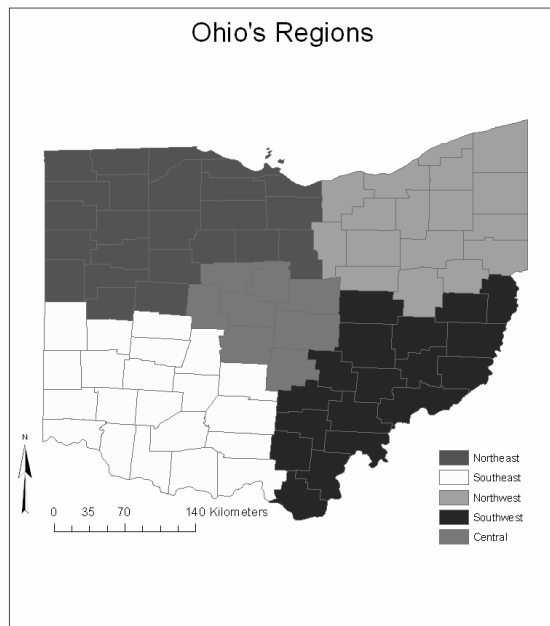 Ohio's Regions
N
0 35 70 140 Kilometers
Northeast
Southeast
Northwest
Southwest
Central